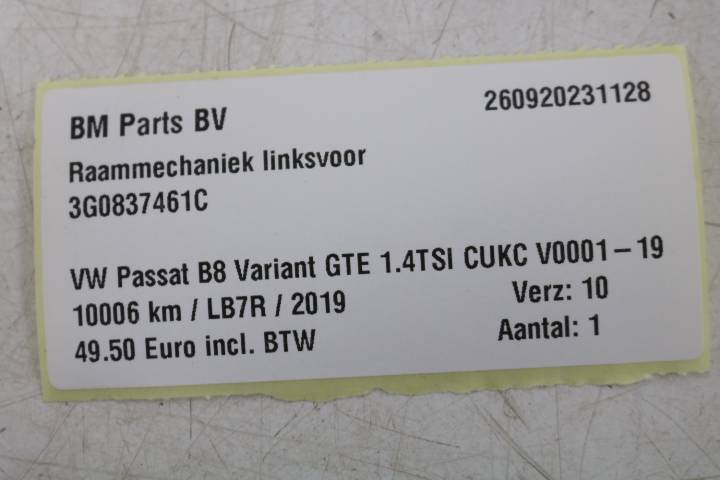 BM Parts BV
260920231128
Raammechaniek linksvoor
3G0837461C
VW Passat B8 Variant GTE 1.4TSI CUKC V0001-19
10006 km / LB7R / 2019
Verz: 10
49.50 Euro incl. BTW
Aantal: 1